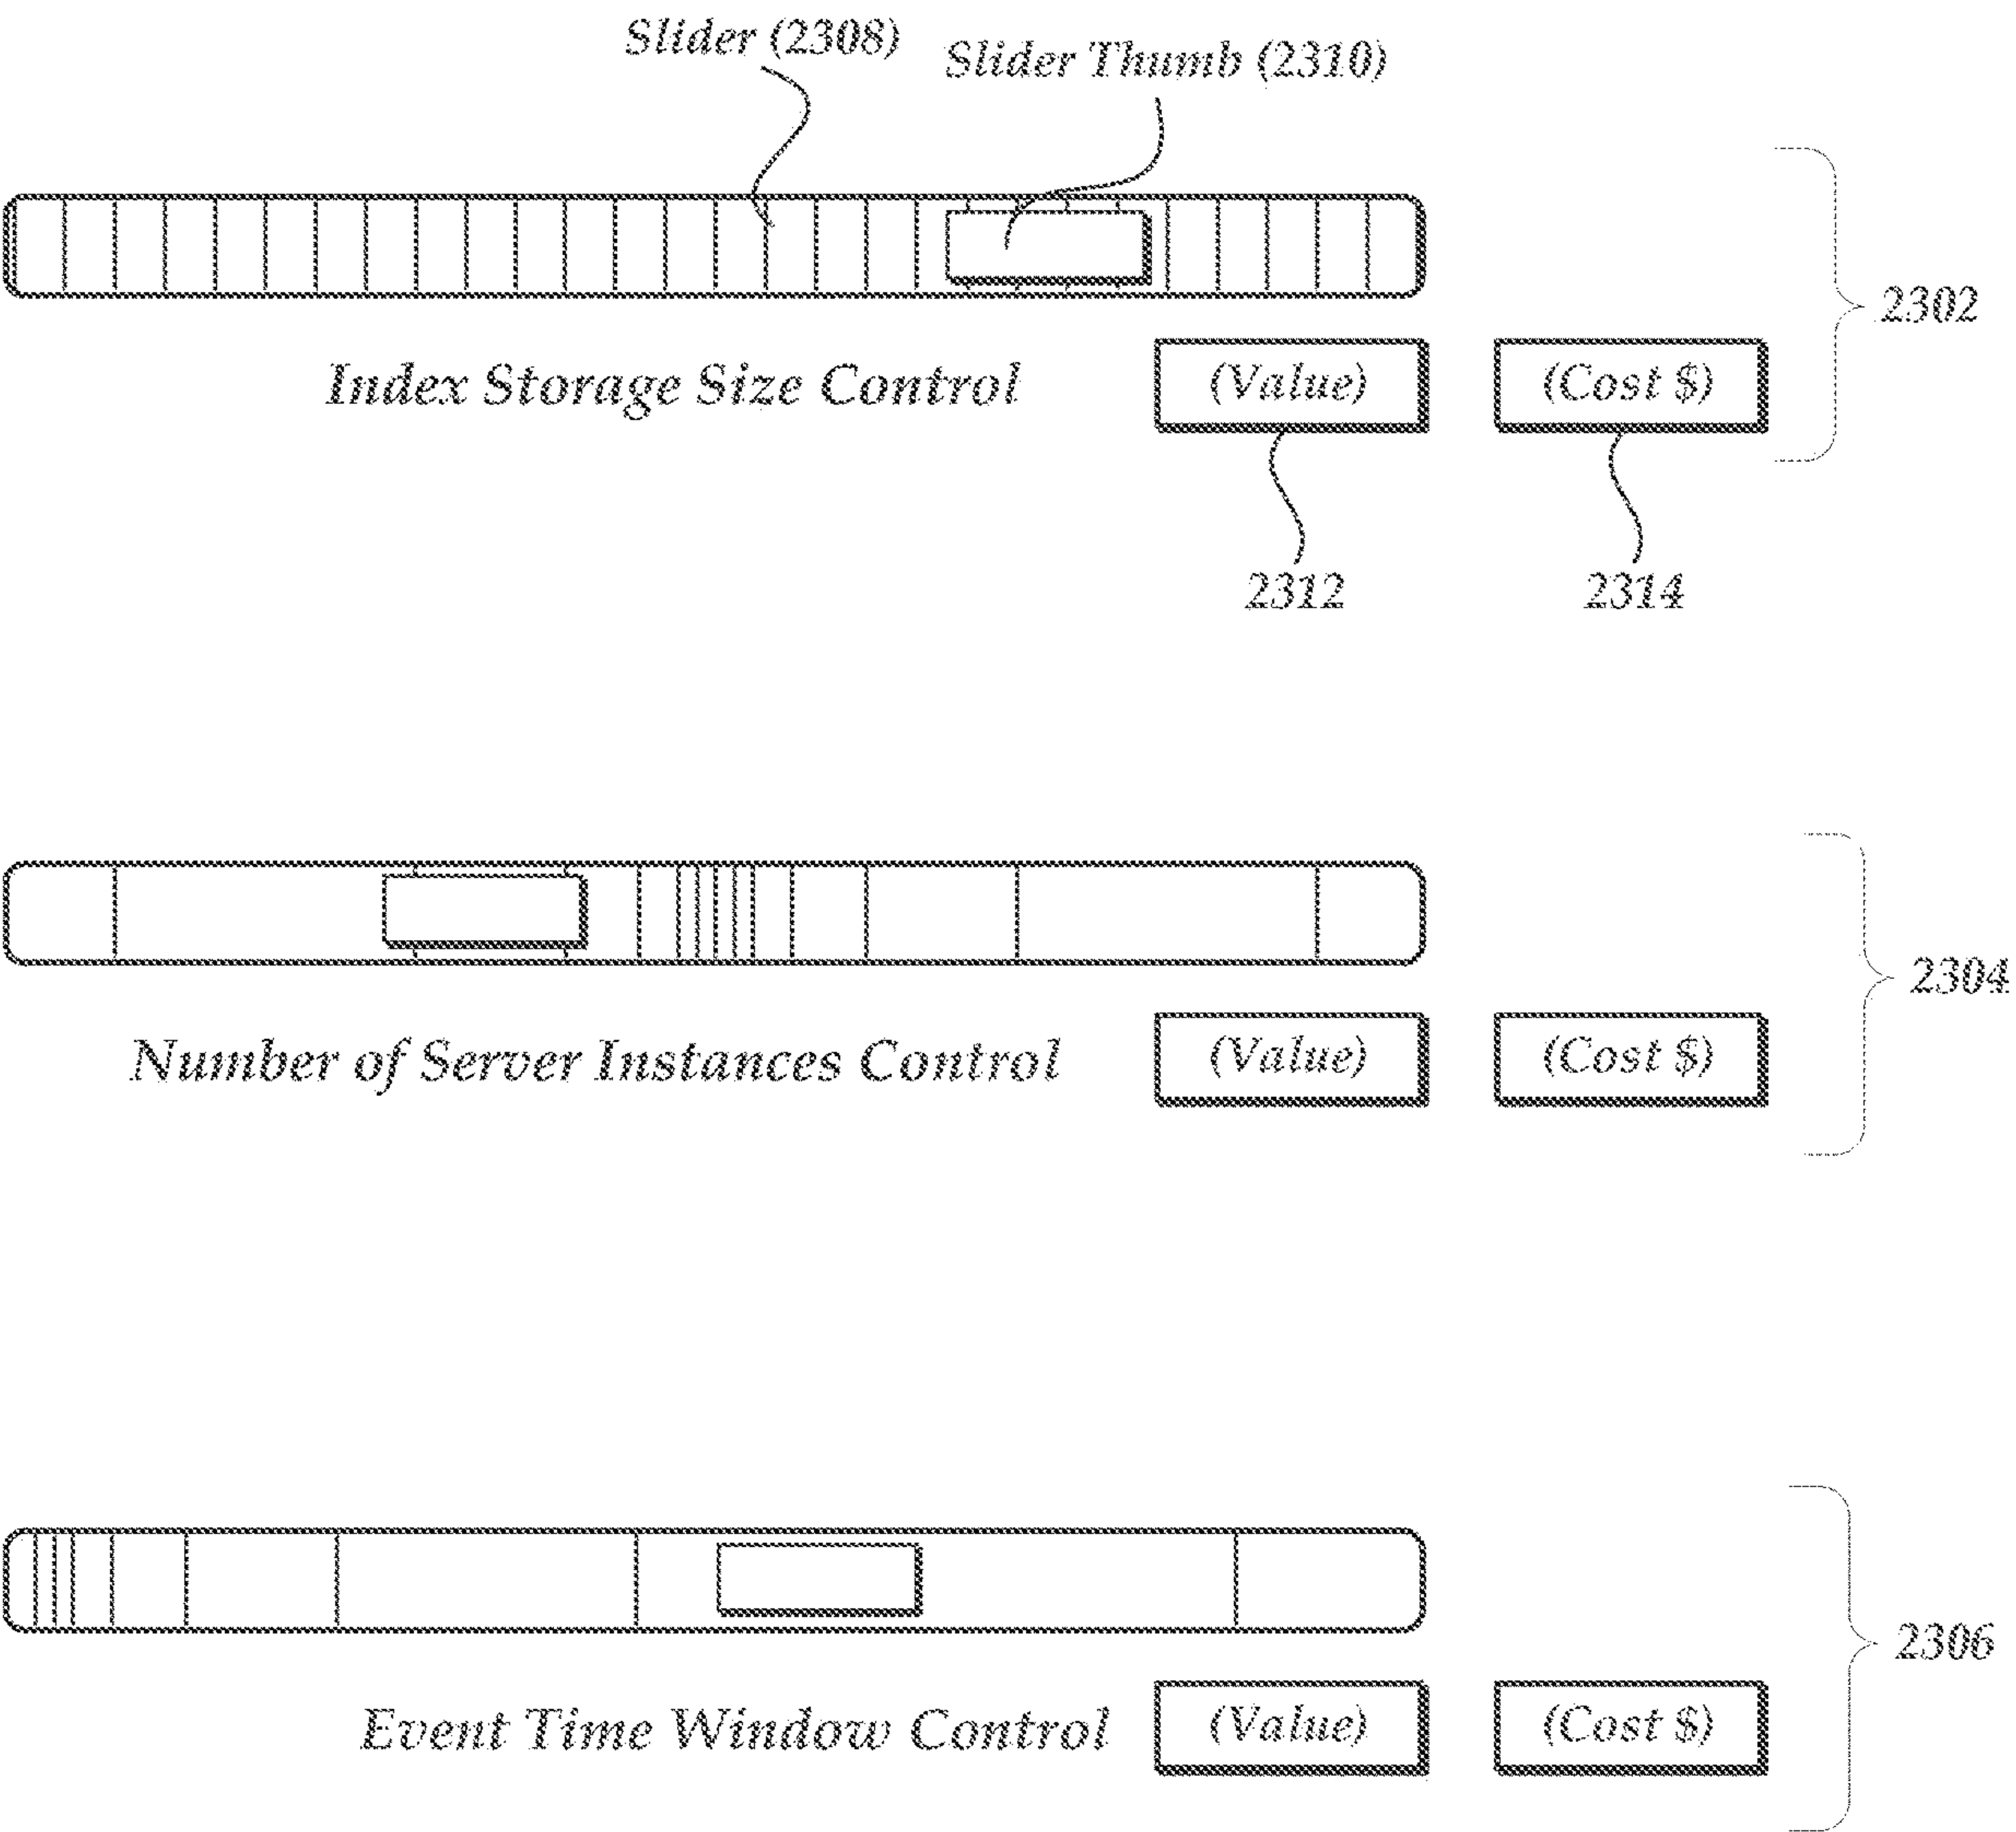 Slider (2308)
Slider Thumb (2310)
2302
Index Storage Size Control
(Value)
(Cost $)
2312
2314
2304
Number of Server Instances Control
(Value)
(Cost $)
2306
Event Time Window Control
(Value)
(Cost $)